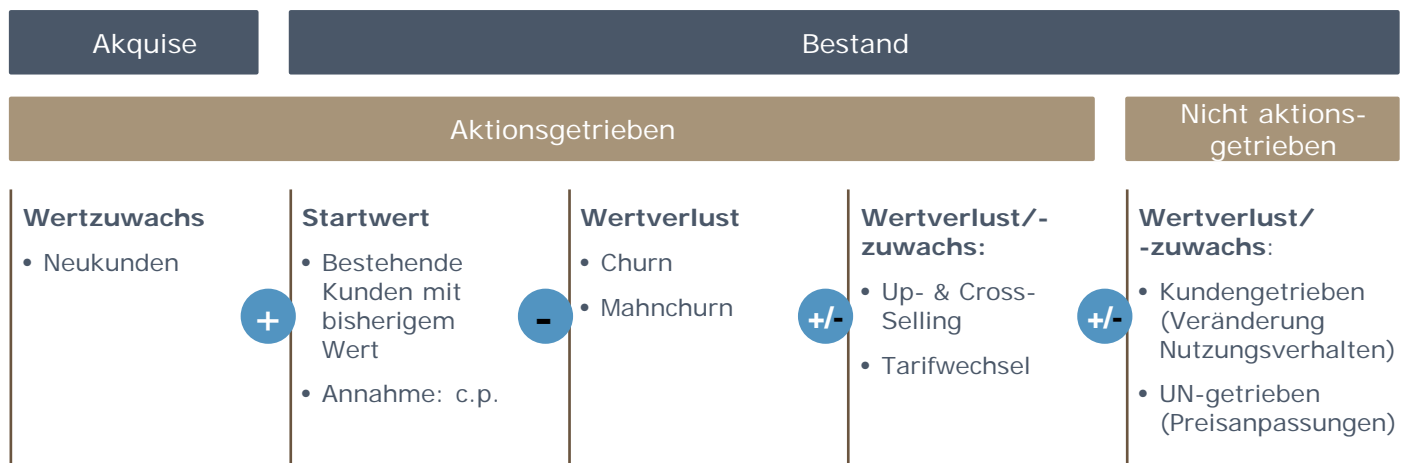 Akquise
Bestand
Aktionsgetrieben
Nicht aktions-
getrieben
Wertzuwachs
• Neukunden
+
Startwert
• Bestehende
Kunden mit
bisherigem
Wert
• Annahme: c.p.
-
Wertverlust
• Churn
• Mahnchurn
+/-
Wertverlust/-
zuwachs:
• Up- & Cross-
Selling
• Tarifwechsel
+/-
Wertverlust/
-zuwachs:
• Kundengetrieben
(Veränderung
Nutzungsverhalten)
• UN-getrieben
(Preisanpassungen)